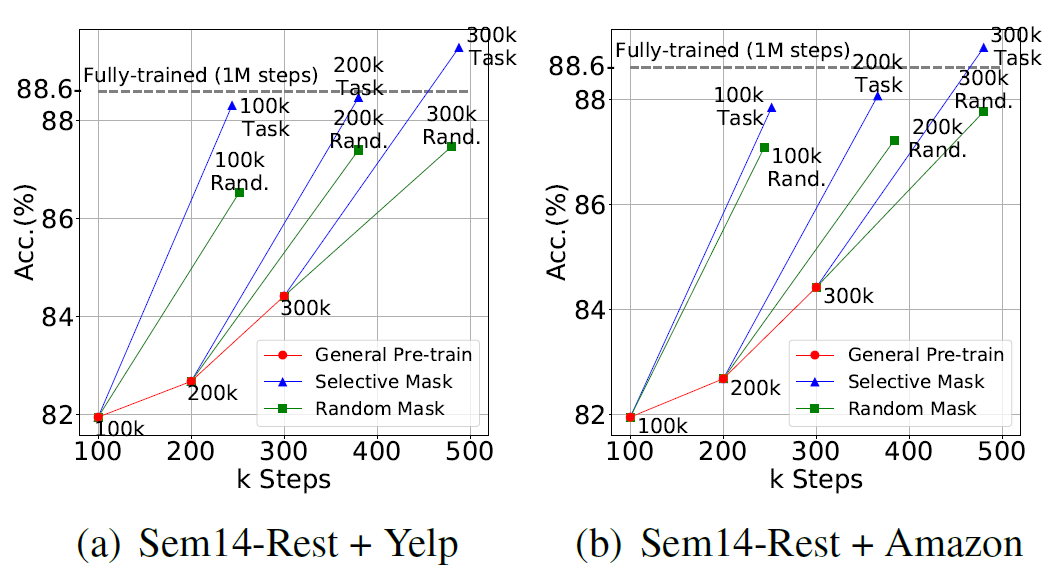 Fully-trained (1M steps)
88.6
88
86
84
82
Acc.(%)
100k
Task
100k
Rand.
200k
Task
200k
Rand.
300k
Task
300k
Rand.
100k
200k
300k
General Pre-train
Selective Mask
Random Mask
100 200 300 400 500
k Steps
(a) Sem14-Rest + Yelp
Fully-trained (1M steps)
88.6
88
86
84
82
Acc.(%)
100k
Task
100k
Rand.
200k
Task
200k
Rand.
300k
Task
300k
Rand.
100k
200k
300k
General Pre-train
Selective Mask
Random Mask
100 200 300 400 500
k Steps
(b) Sem14-Rest + Amazon